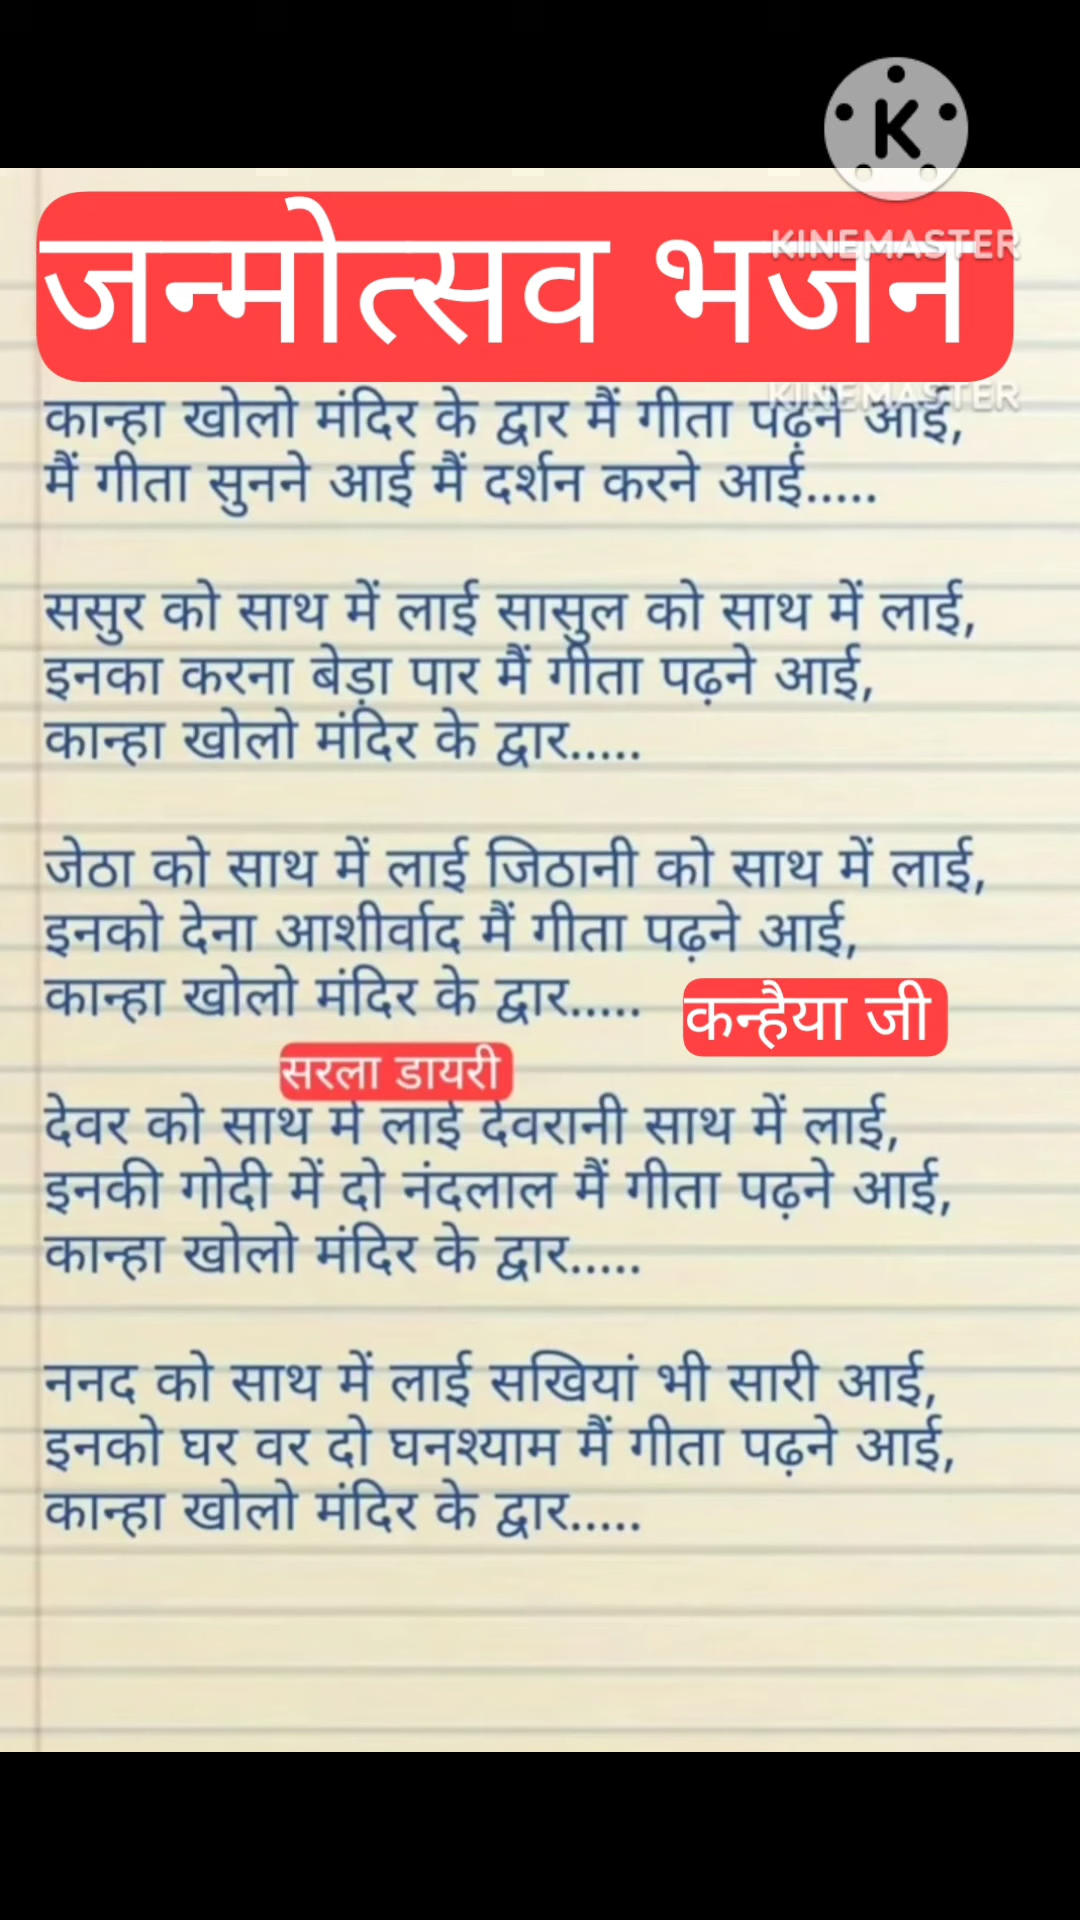 K
KINEMASTER
जन्मोत्सव भजन
KINEMASTER
कान्हा खोलो मंदिर के द्वार मैं गीता पढ़ने आई,
मैं गीता सुनने आई मैं दर्शन करने आई.....
ससुर को साथ में लाई सासुल को साथ में लाई,
इनका करना बेड़ा पार मैं गीता पढ़ने आई,
कान्हा खोलो मंदिर के द्वार.....
जेठा को साथ में लाई जिठानी को साथ में लाई,
इनको देना आशीर्वाद मैं गीता पढ़ने आई,
कान्हा खोलो मंदिर के द्वार.....
कन्हैया जी
सरला डायरी
देवर को साथ में लाई देवरानी साथ में लाई,
इनकी गोदी में दो नंदलाल मैं गीता पढ़ने आई,
कान्हा खोलो मंदिर के द्वार.....
ननद को साथ में लाई सखियां भी सारी आई,
इनको घर वर दो घनश्याम मैं गीता पढ़ने आई,
कान्हा खोलो मंदिर के द्वार.....